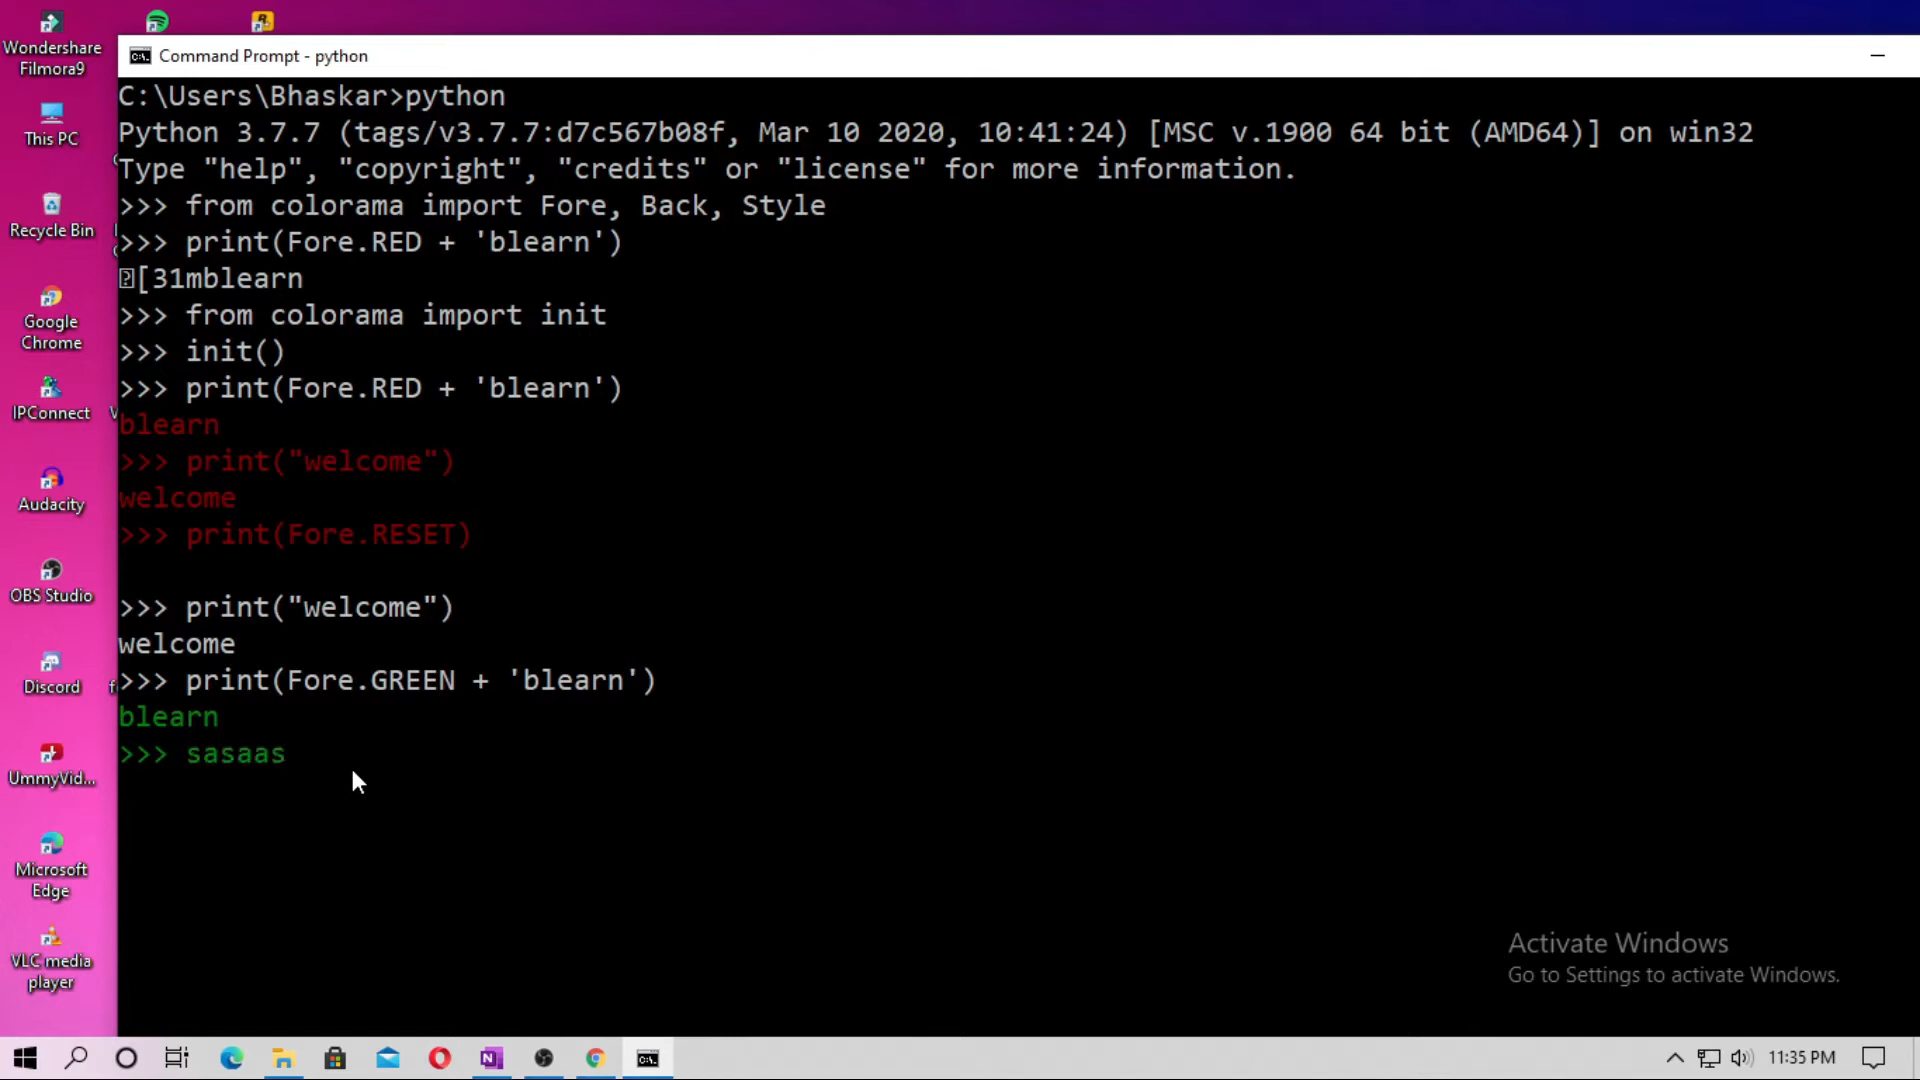 Wondershare
Filmora9
This PC
Recycle Bin
Google
Chrome
IPConnect
Audacity
OBS Studio
Discord
UmmyVid...
Microsoft
Edge
VLC media
player
Command Prompt - python
C:\Users\Bhaskar>python
Python 3.7.7 (tags/v3.7.7:d7c567b08f, Mar 10 2020, 10:41:24) [MSC v.1900 64 bit (AMD64)] on win32
Type "help", "copyright", "credits" or "license" for more information.
>>> from colorama import Fore, Back, Style
>>> print(Fore.RED + 'blearn')
[31mblearn
>>> from colorama import init
>>> init()
>>> print(Fore.RED + 'blearn')
blearn
>>> print("welcome")
welcome
>>> print(Fore.RESET)
>>> print("welcome")
welcome
>>> print(Fore.GREEN + 'blearn')
blearn
>>> sasaas
Activate Windows
Go to Settings to activate Windows.
11:35 PM